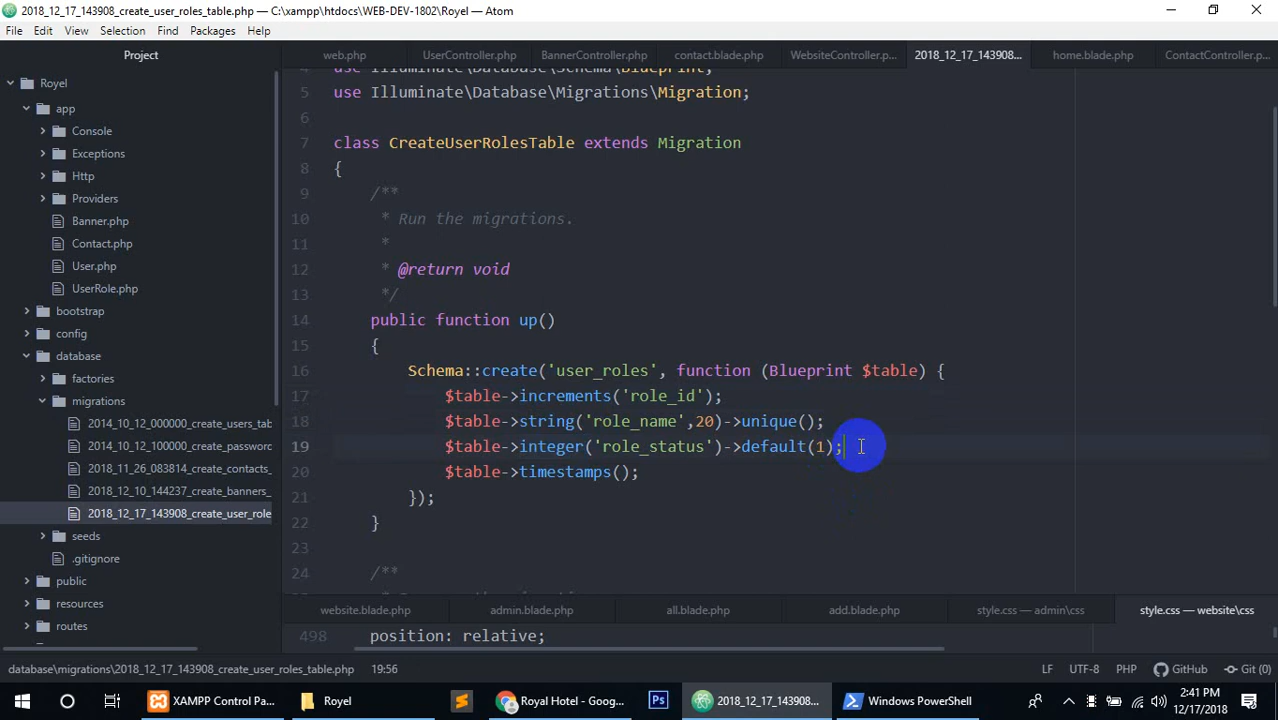 2018_12_17_143908_create_user_roles_table.php — C:\xampp\htdocs\WEB-DEV-1802\Royel — Atom
File Edit View Selection Find Packages Help
Project
web.php UserController.php BannerController.php contact.blade.php WebsiteController.p... 2018_12_17_143908... home.blade.php ContactController.p...
Royel
app
Console
Exceptions
Http
Providers
Banner.php
Contact.php
User.php
UserRole.php
bootstrap
config
database
factories
migrations
2014_10_12_000000_create_users_tab
2014_10_12_100000_create_password
2018_11_26_083814_create_contacts_
2018_12_10_144237_create_banners_
2018_12_17_143908_create_user_role
seeds
.gitignore
public
resources
routes
use Illuminate\Database\Schema\Blueprint;
5 use Illuminate\Database\Migrations\Migration;
6
7 class CreateUserRolesTable extends Migration
8 {
9 /**
10 * Run the migrations.
11 *
12 * @return void
13 */
14 public function up()
15 {
16 Schema::create('user_roles', function (Blueprint $table) {
17 $table->increments('role_id');
18 $table->string('role_name',20)->unique();
19 $table->integer('role_status')->default(1);
20 $table->timestamps();
21 });
22 }
23
24 /**
website.blade.php admin.blade.php all.blade.php add.blade.php style.css — admin\css style.css — website\css
498 position: relative;
database\migrations\2018_12_17_143908_create_user_roles_table.php 19:56 LF UTF-8 PHP GitHub Git (0)
XAMPP Control Pa... Royel Royal Hotel - Goog... Ps 2018_12_17_143908... Windows PowerShell
2:41 PM
12/17/2018